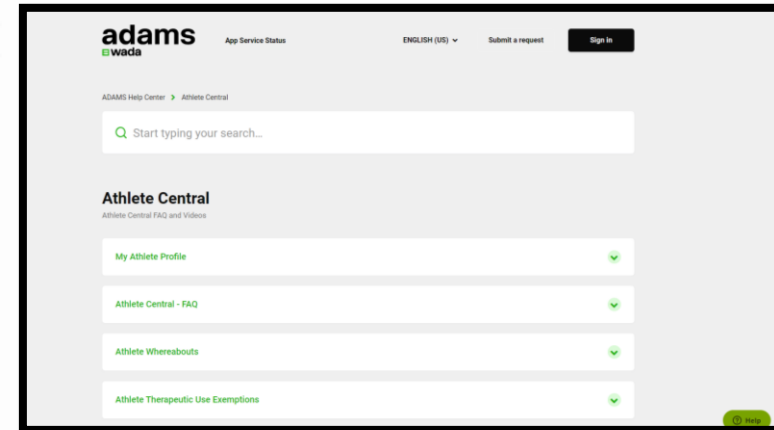 adams
wada
App Service Status
ENGLISH (US)
Submit a request
Sign in
ADAMS Help Center > Athlete Central
Start typing your search...
Athlete Central
Athlete Central FAQ and Videos
My Athlete Profile
Athlete Central - FAQ
Athlete Whereabouts
Athlete Therapeutic Use Exemptions
Help